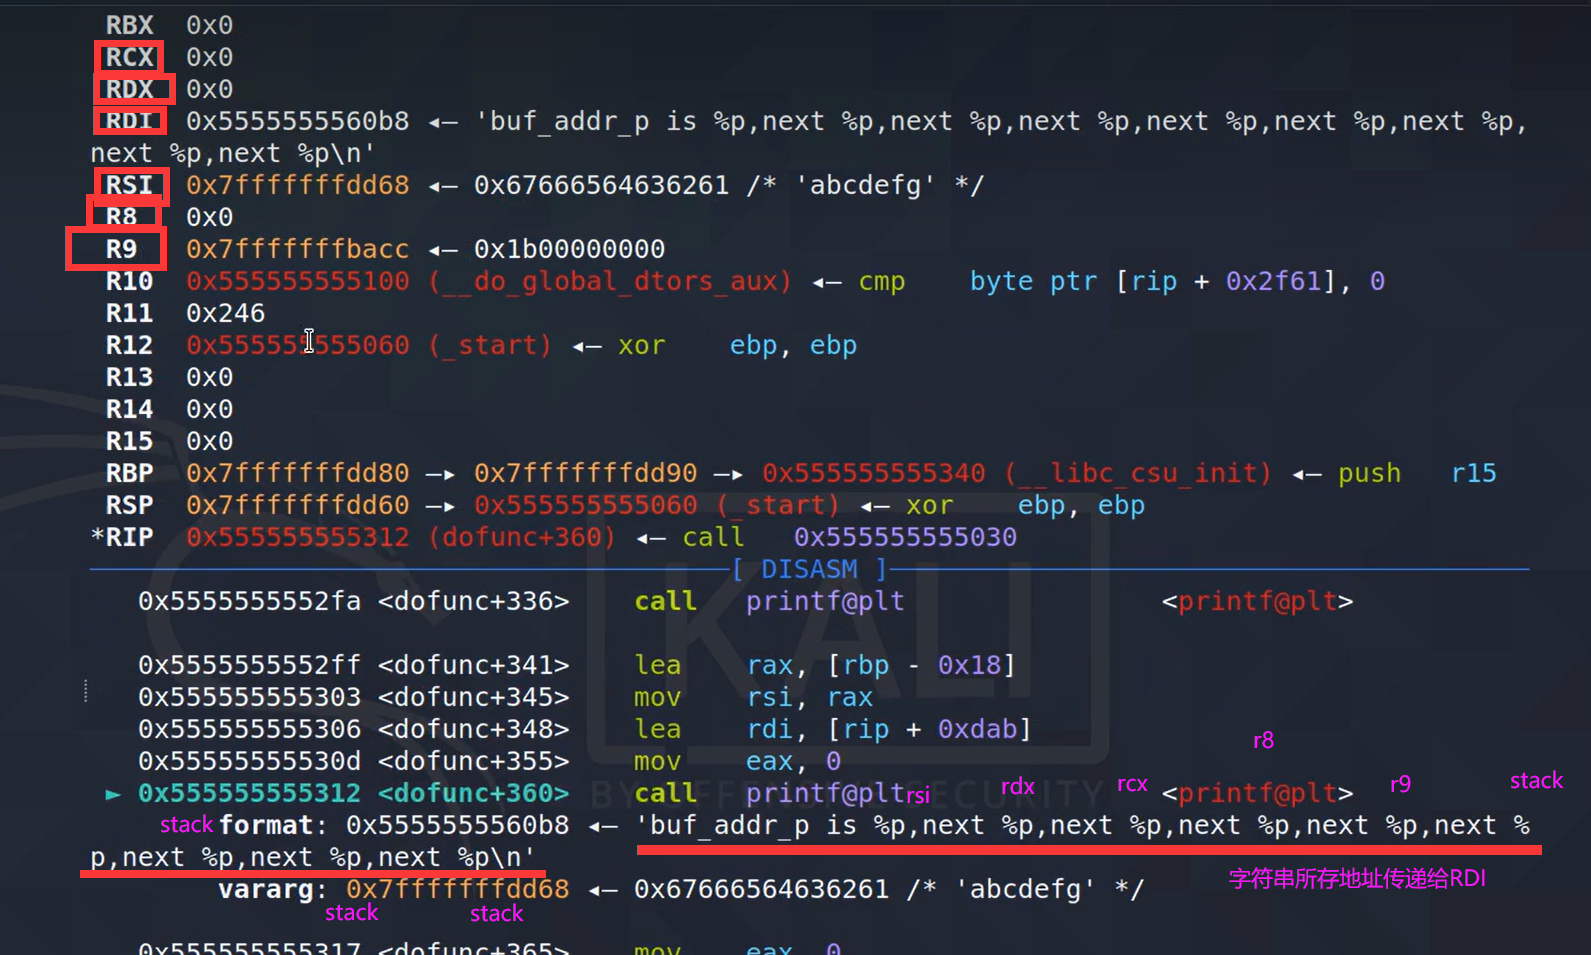 RBX 0x0
RCX 0x0
RDX 0x0
RDI 0x5555555560b8 ◂— 'buf_addr_p is %p,next %p,next %p,next %p,next %p,next %p,next %p,
next %p,next %p\n'
RSI 0x7fffffffdd68 ◂— 0x67666564636261 /* 'abcdefg' */
R8 0x0
R9 0x7fffffffbacc ◂— 0x1b00000000
R10 0x555555555100 (__do_global_dtors_aux) ◂— cmp byte ptr [rip + 0x2f61], 0
R11 0x246
R12 0x555555555060 (_start) ◂— xor ebp, ebp
R13 0x0
R14 0x0
R15 0x0
RBP 0x7fffffffdd80 —▸ 0x7fffffffdd90 —▸ 0x555555555340 (__libc_csu_init) ◂— push r15
RSP 0x7fffffffdd60 —▸ 0x555555555060 (_start) ◂— xor ebp, ebp
*RIP 0x555555555312 (dofunc+360) ◂— call 0x555555555030
[ DISASM ]
0x5555555552fa <dofunc+336> call printf@plt <printf@plt>
KALI
0x5555555552ff <dofunc+341> lea rax, [rbp - 0x18]
0x555555555303 <dofunc+345> mov rsi, rax
0x555555555306 <dofunc+348> lea rdi, [rip + 0xdab]
r8
0x55555555530d <dofunc+355> mov eax, 0
BY OFFENSIVE SECURITY
► 0x555555555312 <dofunc+360> call printf@plt rsi rdx rcx <printf@plt> r9 stack
stack format: 0x5555555560b8 ◂— 'buf_addr_p is %p,next %p,next %p,next %p,next %p,next %
p,next %p,next %p,next %p\n'
字符串所存地址传递给RDI
vararg: 0x7fffffffdd68 ◂— 0x67666564636261 /* 'abcdefg' */
stack stack
0x555555555317 <dofunc+365> mov eax, 0